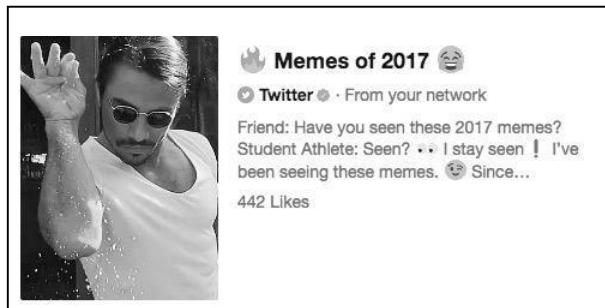 🔥 Memes of 2017 😂
Twitter · From your network
Friend: Have you seen these 2017 memes?
Student Athlete: Seen? 👀 I stay seen ❗ I've
been seeing these memes. 😉 Since...
442 Likes